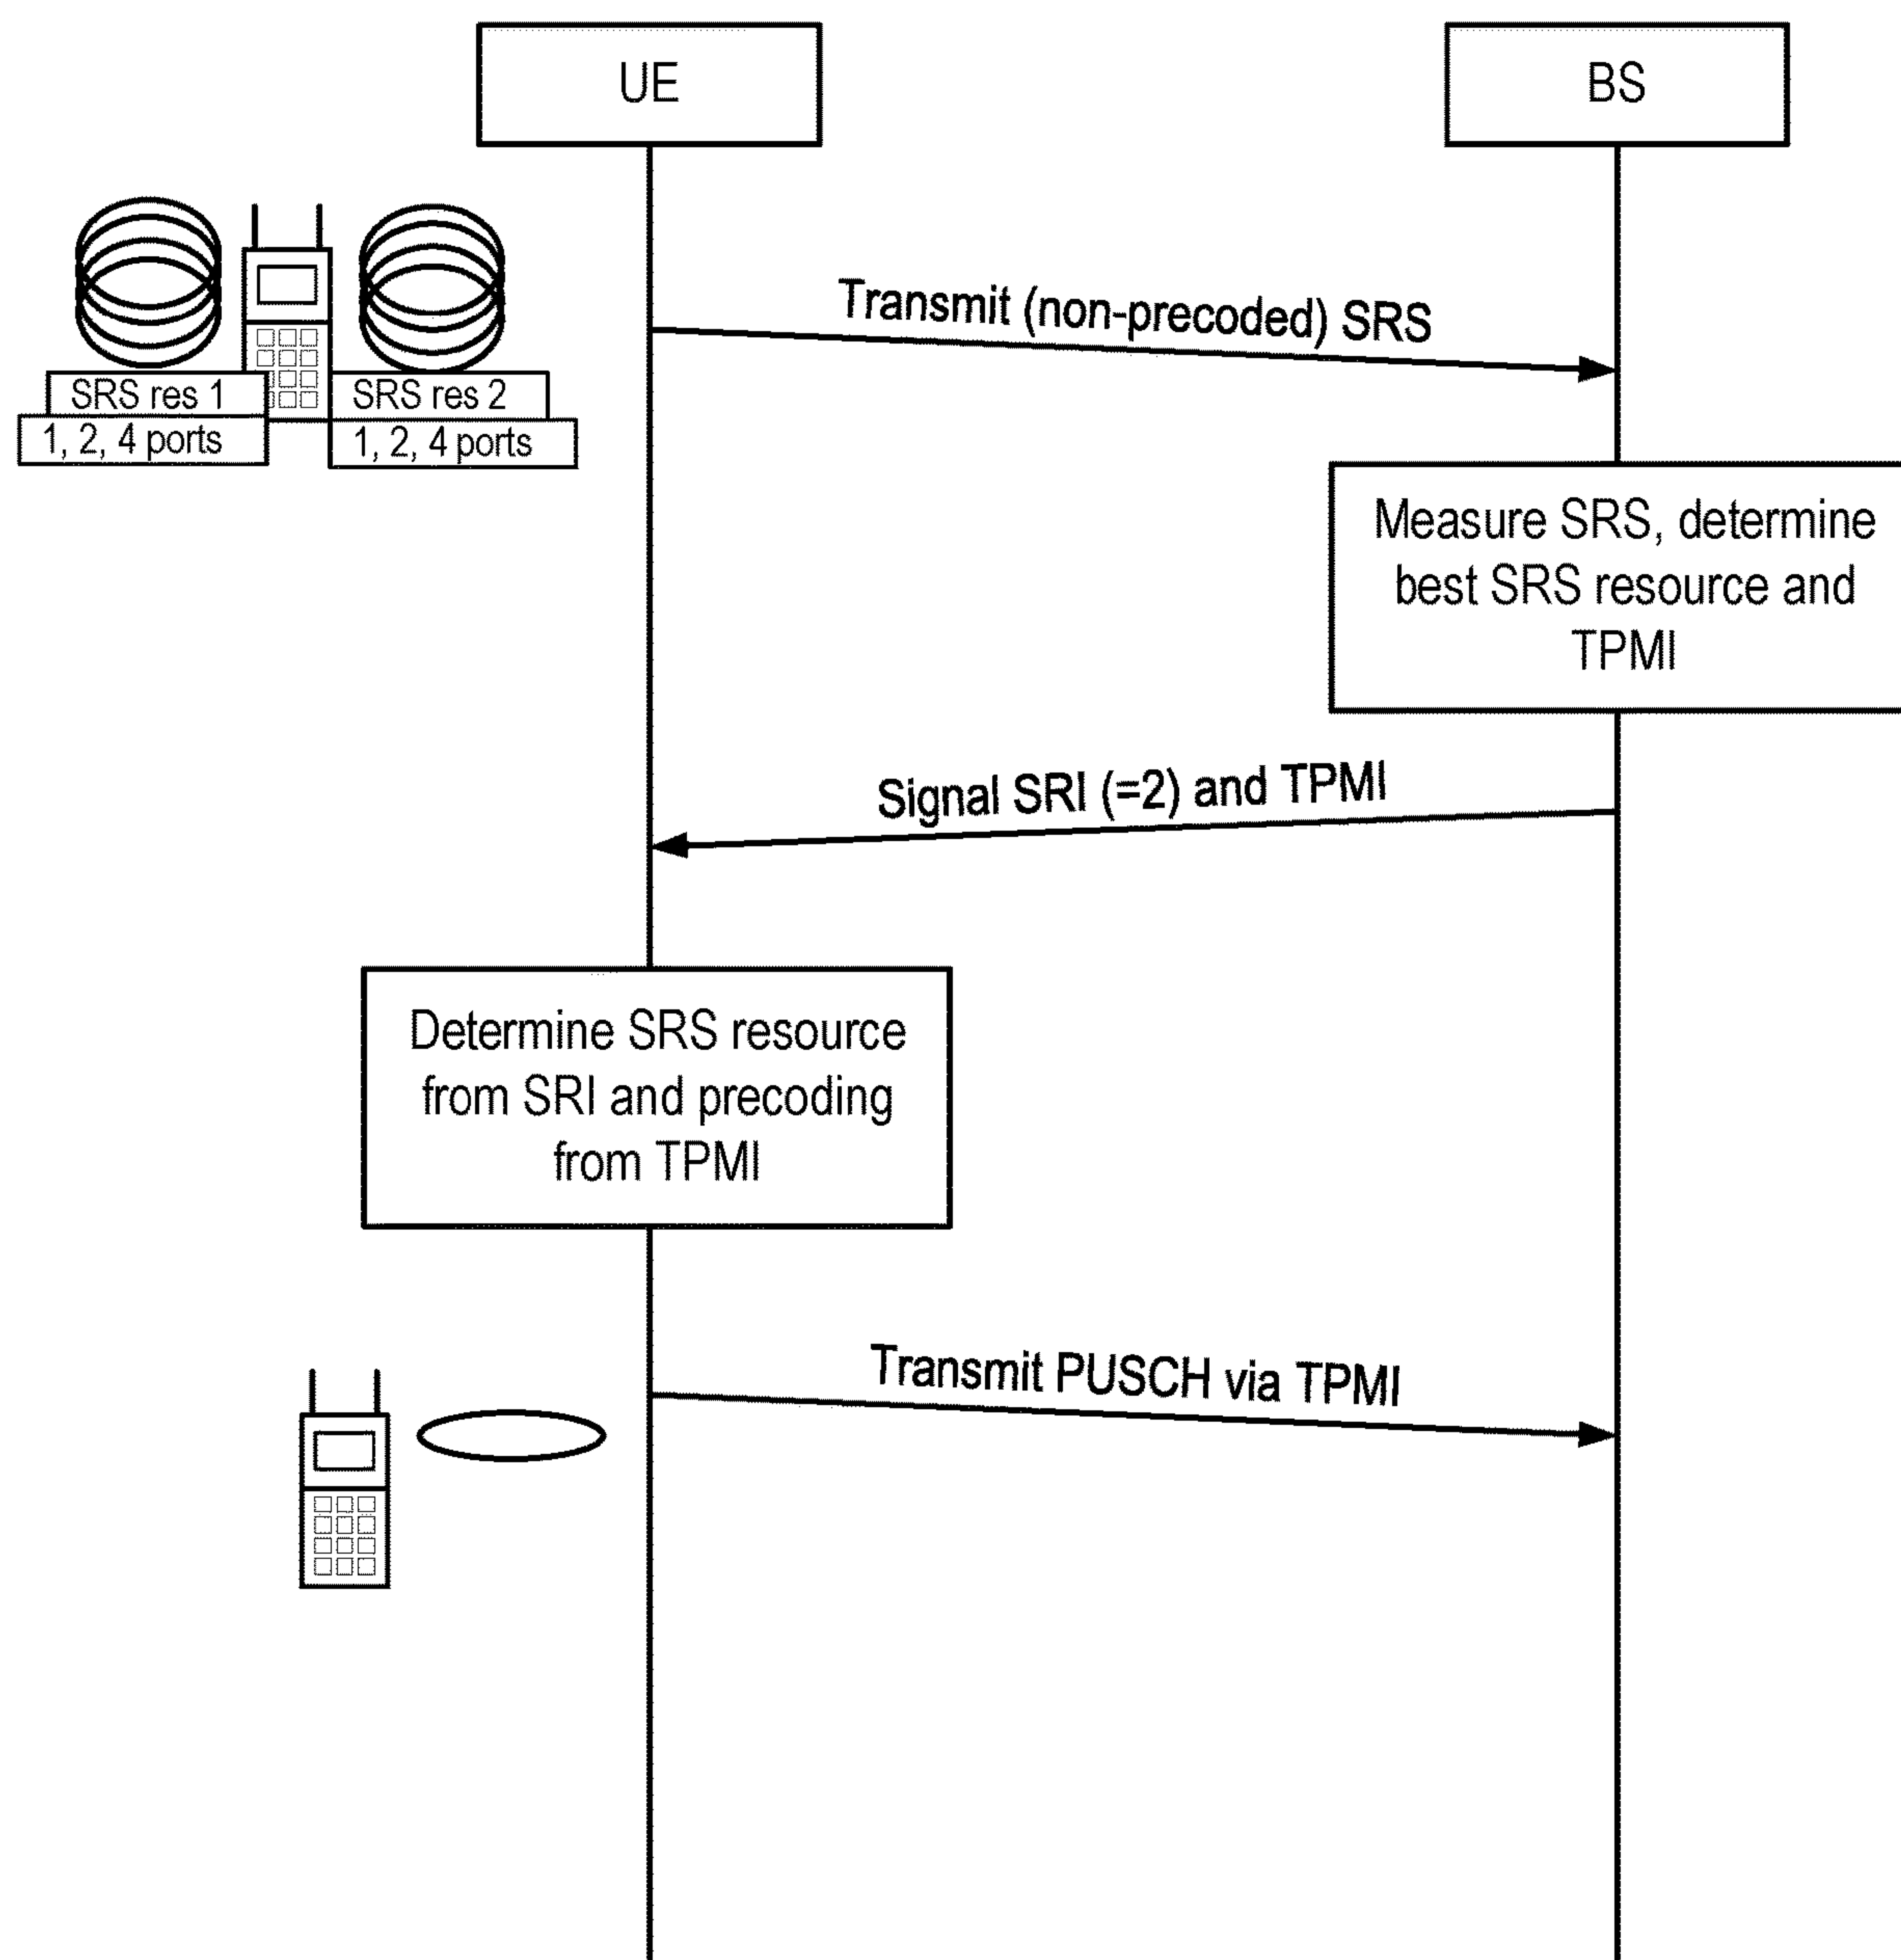 UE
BS
Transmit (non-precoded) SRS
SRS res 1
SRS res 2
1, 2, 4 ports
1, 2, 4 ports
Measure SRS, determine
best SRS resource and
TPMI
Signal SRI (=2) and TPMI
Determine SRS resource
from SRI and precoding
from TPMI
Transmit PUSCH via TPMI